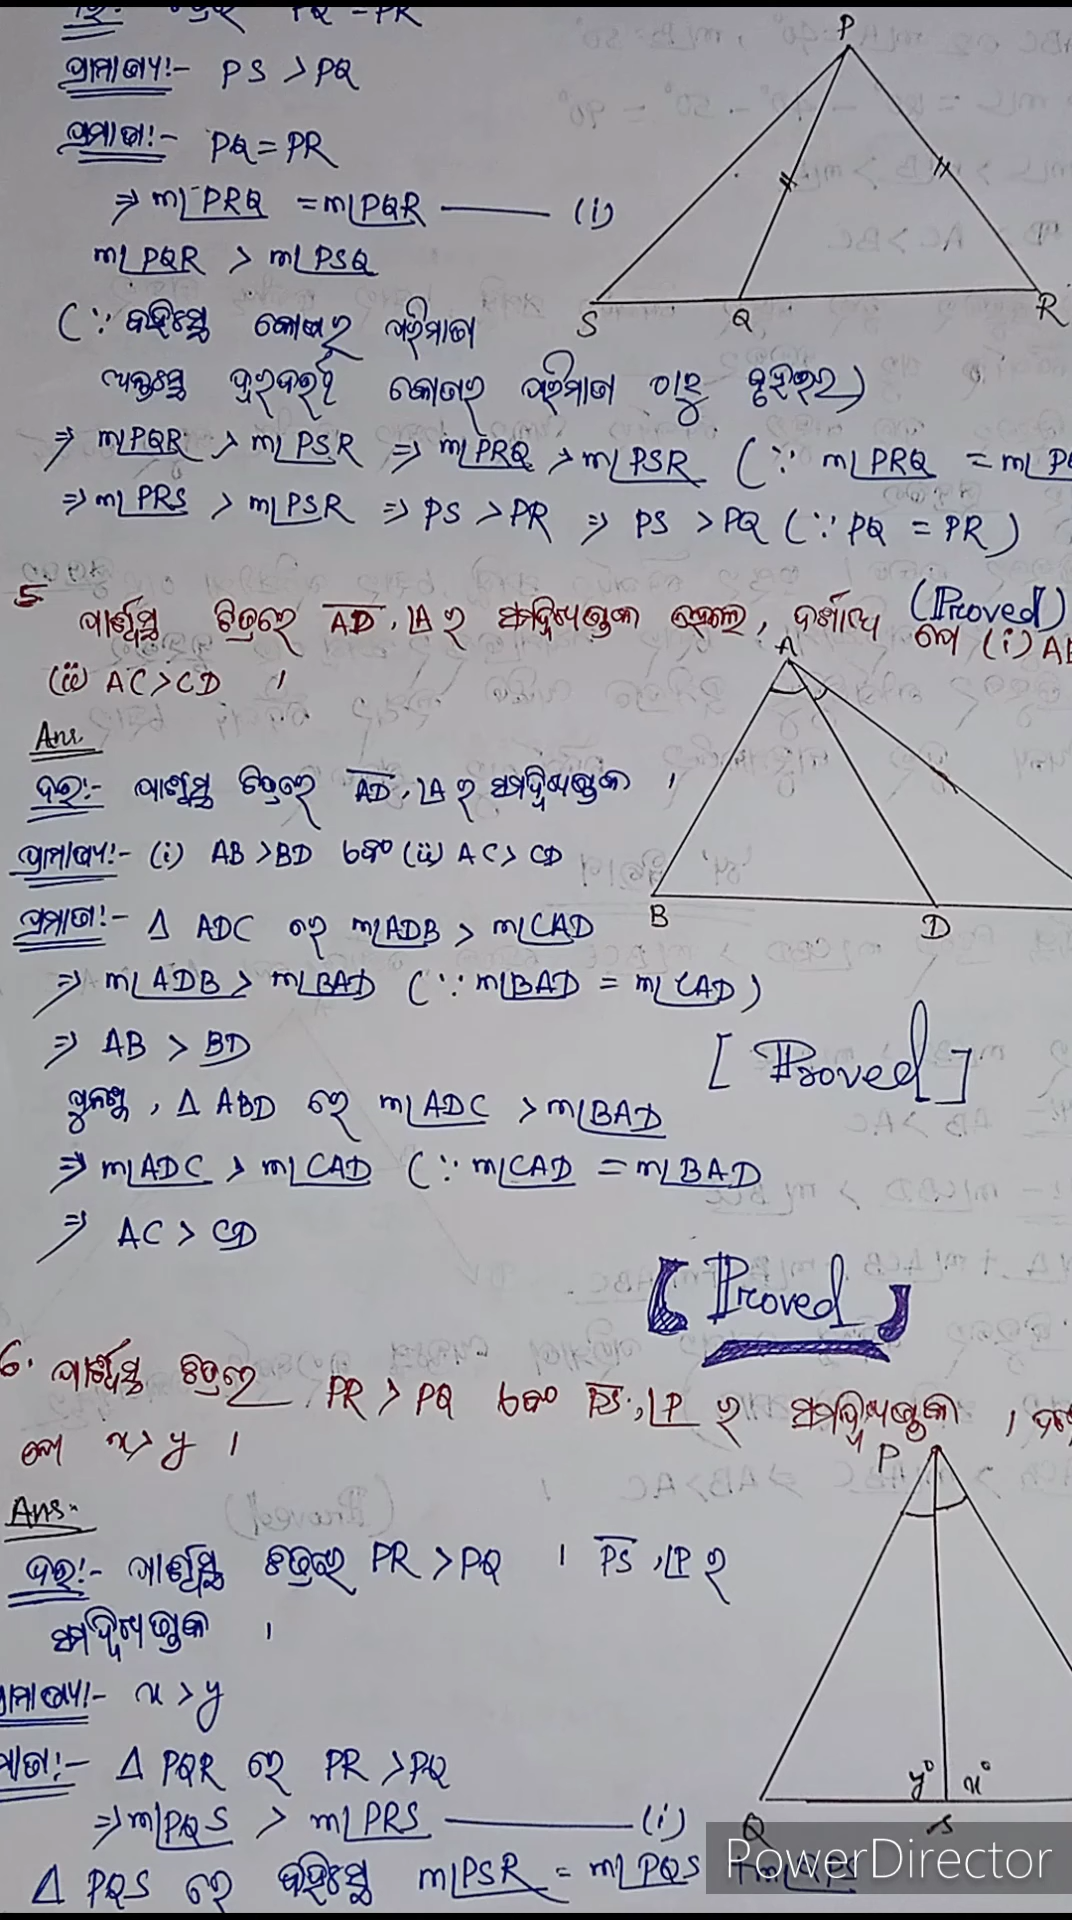 PQ = PR
ପ୍ରାମାଣ୍ୟ:- PS > PQ
ପ୍ରମାଣ:- PQ = PR
⇒ m∠PRQ = m∠PQR —— (i)
m∠PQR > m∠PSQ
(∵ ବହିଃସ୍ଥ କୋଣର ପରିମାଣ
ଅନ୍ତଃସ୍ଥ ଦୂରବର୍ତ୍ତୀ କୋଣର ପରିମାଣ ଠାରୁ ବୃହତ୍ତର)
⇒ m∠PQR > m∠PSR ⇒ m∠PRQ > m∠PSR (∵ m∠PRQ = m∠PQ
⇒ m∠PRS > m∠PSR ⇒ PS > PR ⇒ PS > PQ (∵ PQ = PR)
(Proved)
P
S Q R
5. ପାର୍ଶ୍ୱସ୍ଥ ଚିତ୍ରରେ AD, ∠A ର ସମଦ୍ୱିଖଣ୍ଡକ ହେଲେ, ଦର୍ଶାଅ ଯେ (i) AB
(ii) AC > CD ।
Ans.
ଦତ୍ତ:- ପାର୍ଶ୍ୱସ୍ଥ ଚିତ୍ରରେ AD, ∠A ର ସମଦ୍ୱିଖଣ୍ଡକ ।
ପ୍ରାମାଣ୍ୟ:- (i) AB > BD ଏବଂ (ii) AC > CD
ପ୍ରମାଣ:- Δ ADC ରେ m∠ADB > m∠CAD
⇒ m∠ADB > m∠BAD (∵ m∠BAD = m∠CAD)
⇒ AB > BD
[Proved]
ପୁନଶ୍ଚ, Δ ABD ରେ m∠ADC > m∠BAD
⇒ m∠ADC > m∠CAD (∵ m∠CAD = m∠BAD
⇒ AC > CD
[Proved]
A
B D
6. ପାର୍ଶ୍ୱସ୍ଥ ଚିତ୍ରରେ PR > PQ ଏବଂ PS, ∠P ର ସମଦ୍ୱିଖଣ୍ଡକ ।
ଯେ x > y ।
Ans.
ଦତ୍ତ:- ପାର୍ଶ୍ୱସ୍ଥ ଚିତ୍ରରେ PR > PQ । PS, ∠P ର
ସମଦ୍ୱିଖଣ୍ଡକ ।
x > y
Δ PQR ରେ PR > PQ
⇒ m∠PQS > m∠PRS —— (i)
Δ PQS ରେ ବହିଃସ୍ଥ m∠PSR = m∠PQS
P
y° x°
Q S
PowerDirector